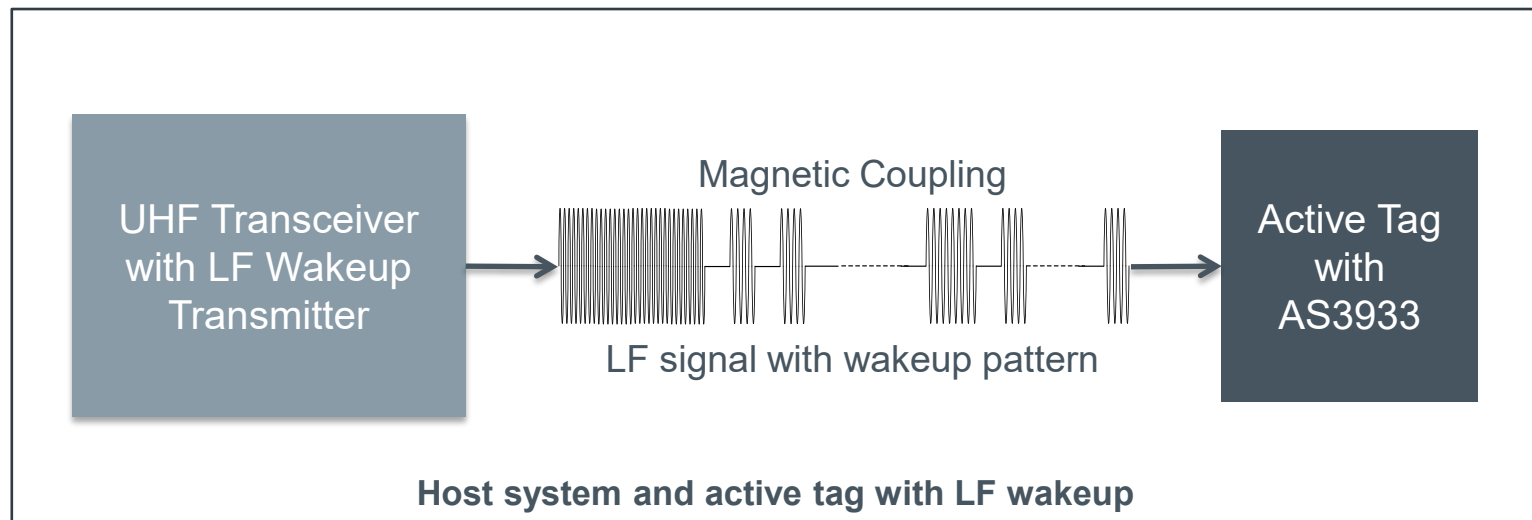 Magnetic Coupling
UHF Transceiver
with LF Wakeup
Transmitter
Active Tag
with
AS3933
LF signal with wakeup pattern
Host system and active tag with LF wakeup